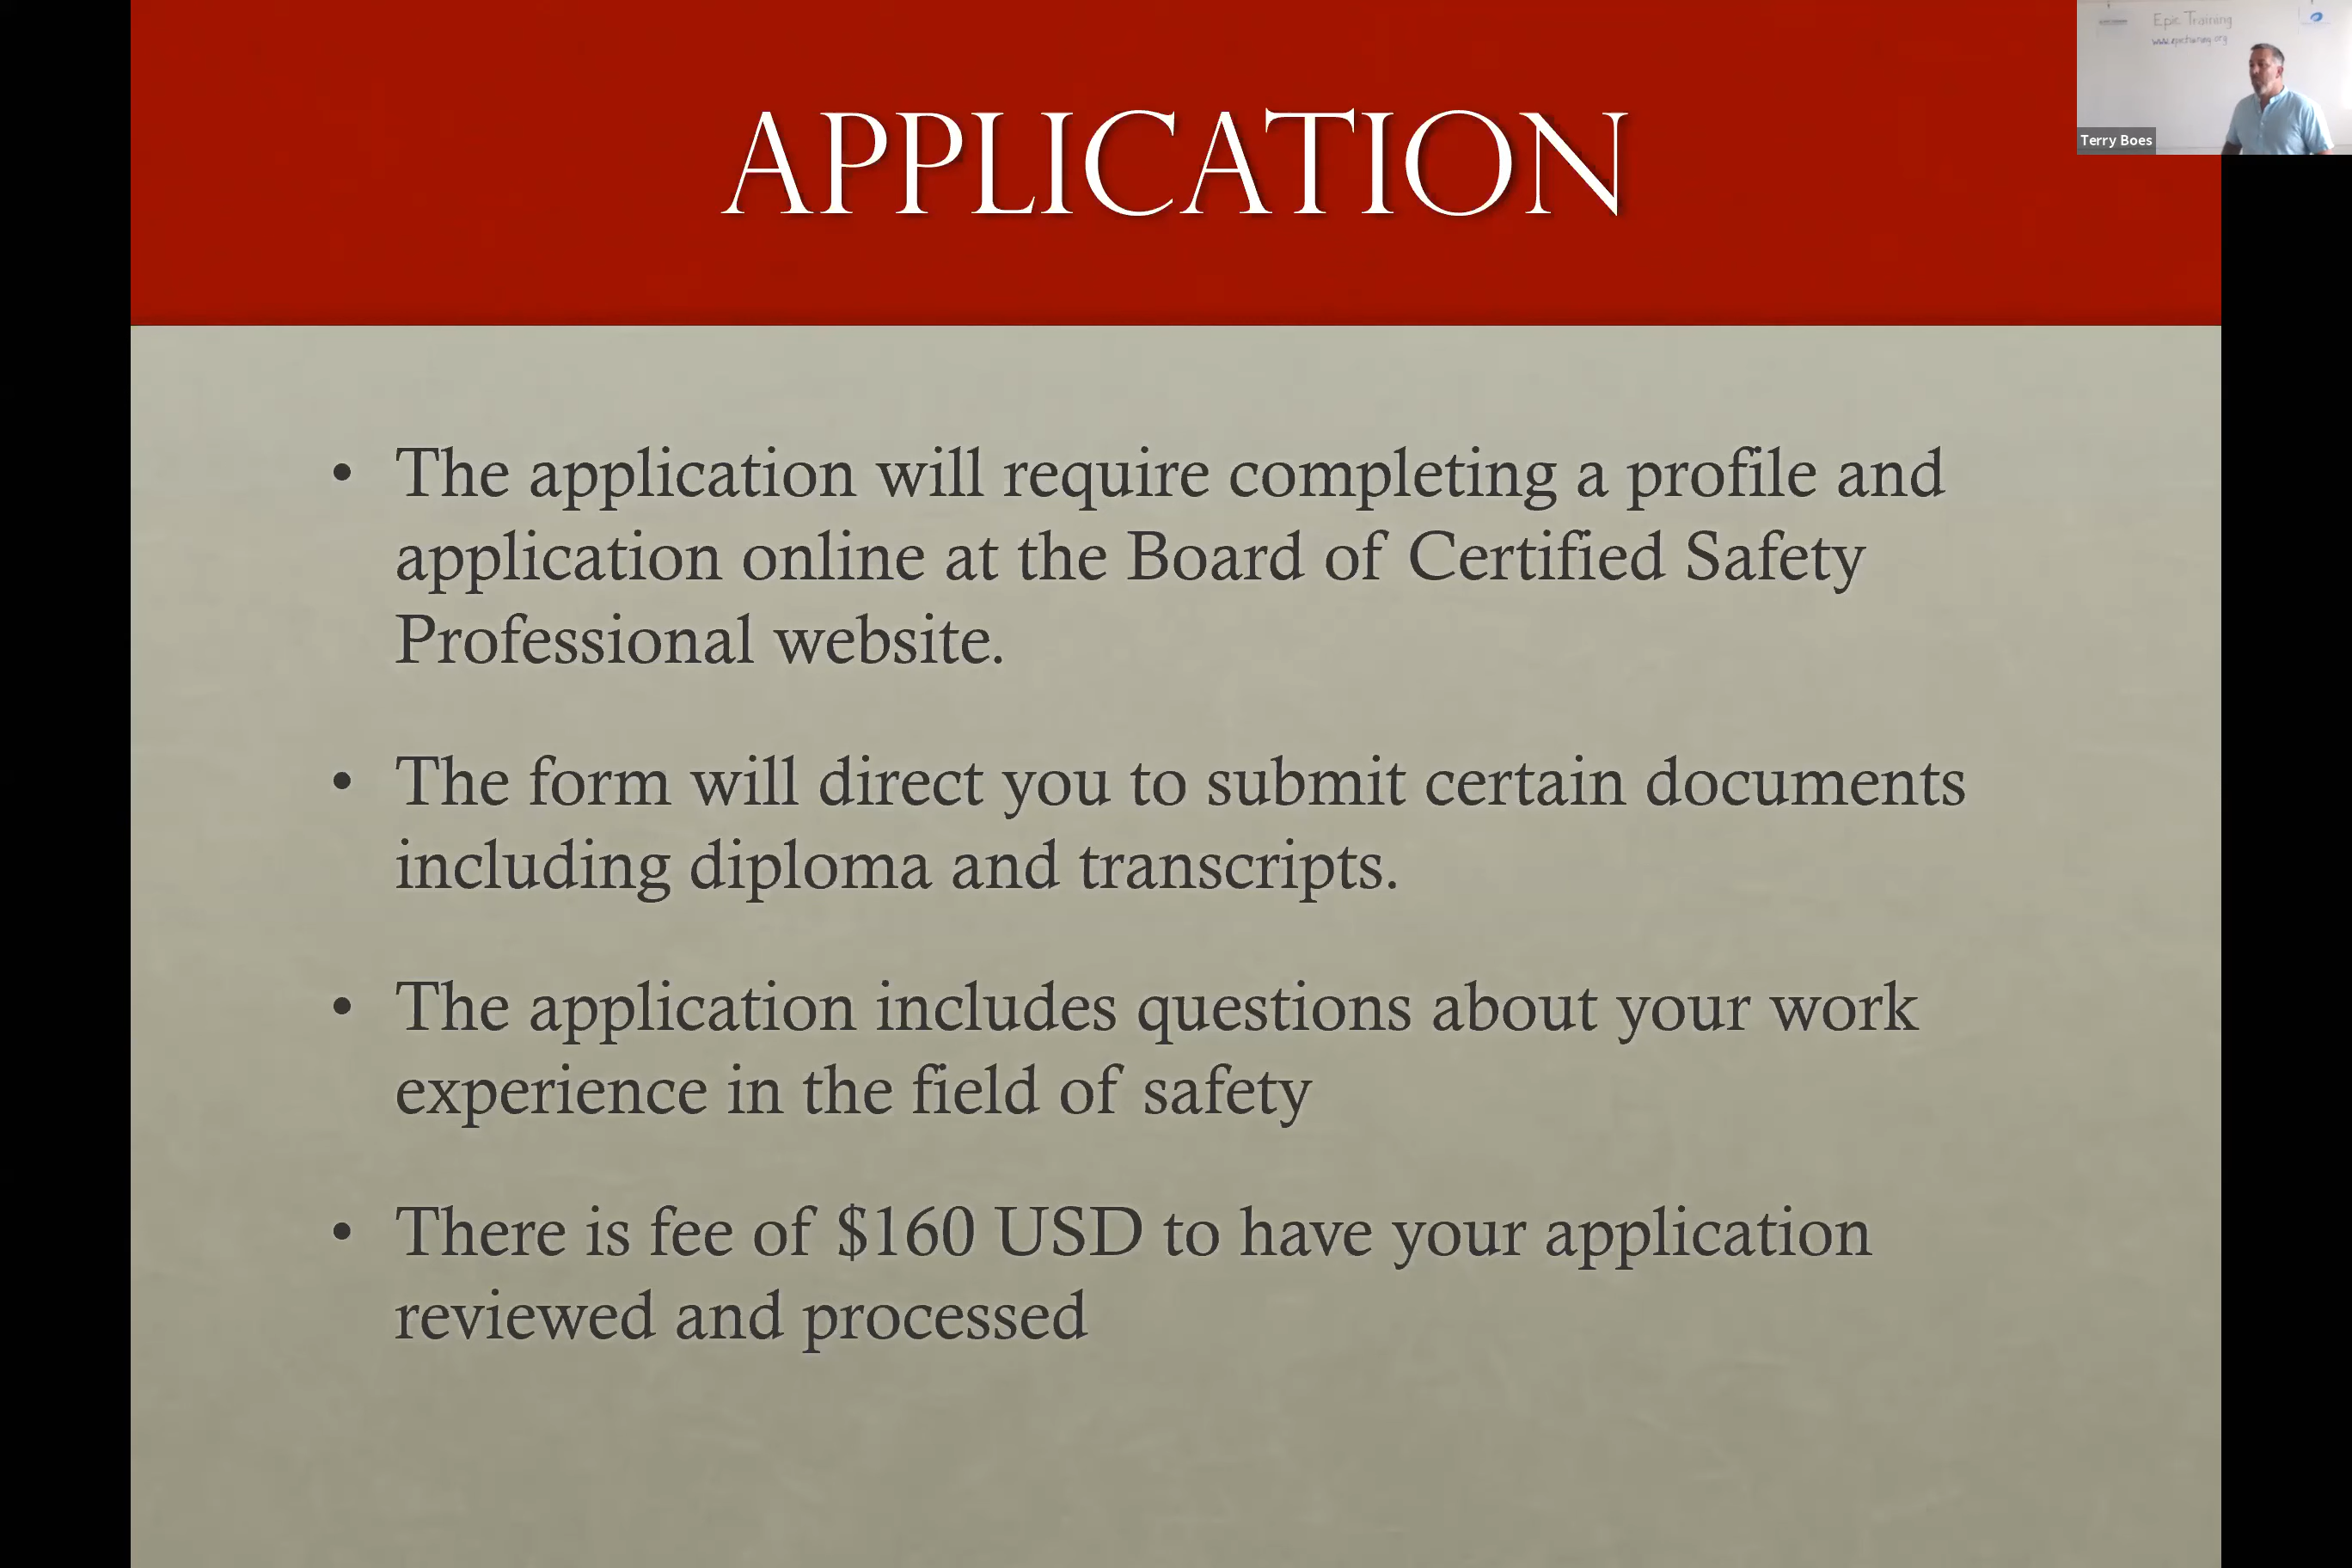 Epic Training
Terry Boes
APPLICATION
• The application will require completing a profile and
application online at the Board of Certified Safety
Professional website.
• The form will direct you to submit certain documents
including diploma and transcripts.
• The application includes questions about your work
experience in the field of safety
• There is fee of $160 USD to have your application
reviewed and processed